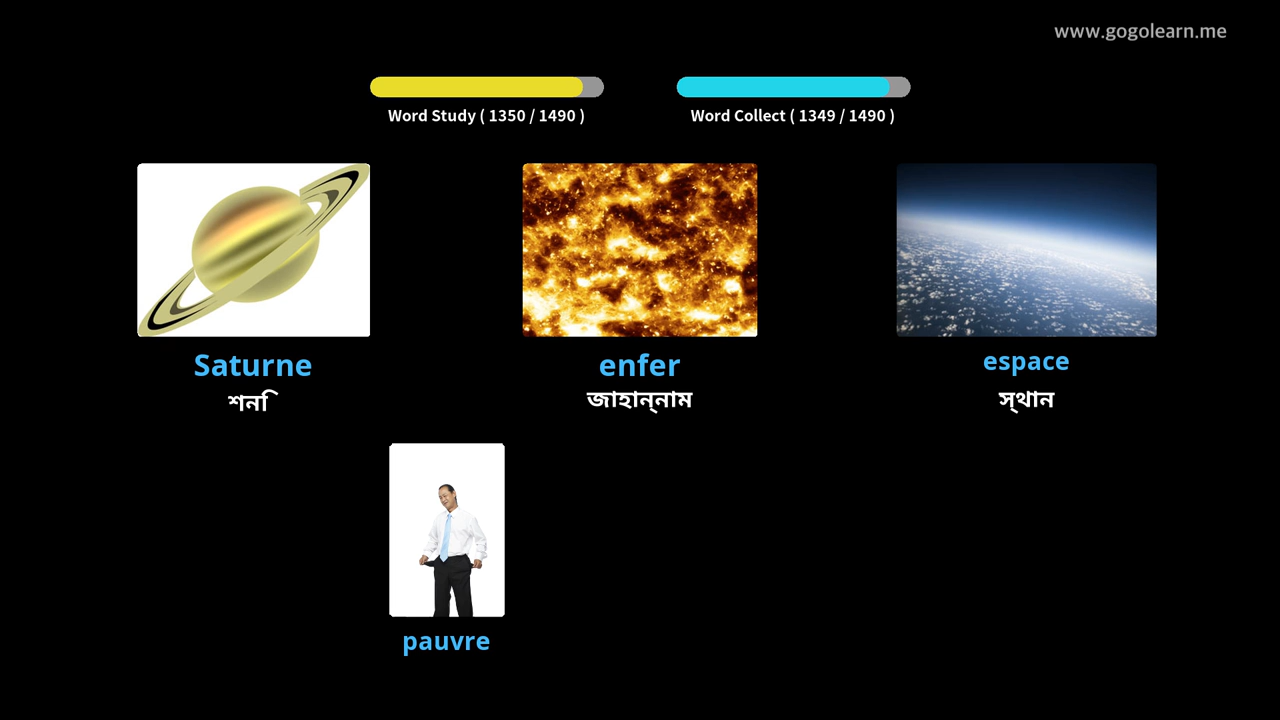 www.gogolearn.me
Word Study ( 1350 / 1490 )
Word Collect ( 1349 / 1490 )
Saturne
enfer
espace
শনি
জাহান্নাম
স্থান
pauvre